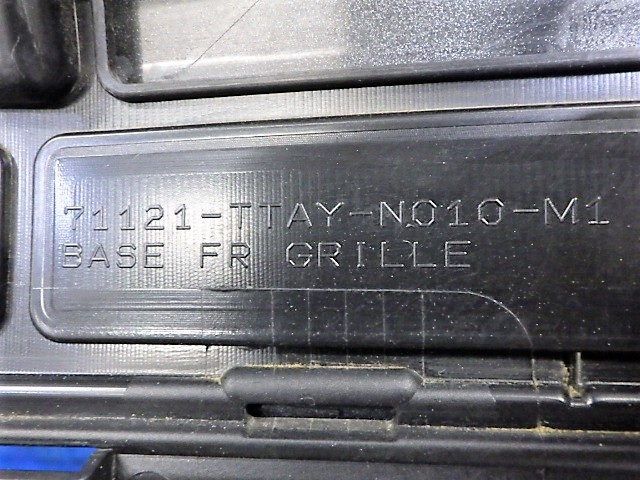 71121-TTAY-N010-M1
BASE FR GRILLE